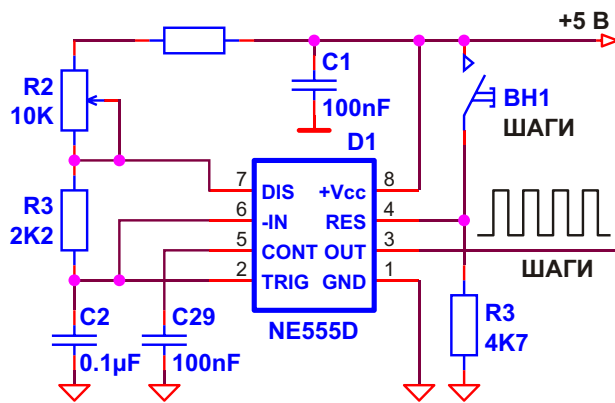 +5 В
R2
10K
C1
100nF
BH1
ШАГИ
D1
7 DIS +Vcc 8
6 -IN RES 4
5 CONT OUT 3
2 TRIG GND 1
NE555D
R3
2K2
ШАГИ
C2
0.1µF
C29
100nF
R3
4K7